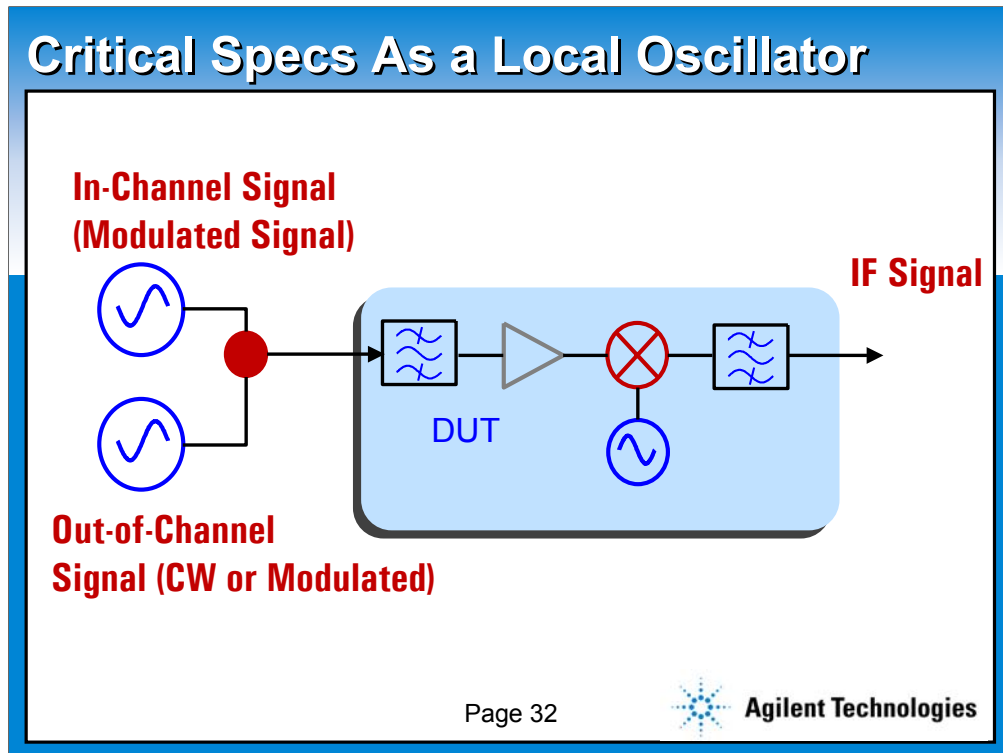 Critical Specs As a Local Oscillator
In-Channel Signal
(Modulated Signal)
IF Signal
DUT
Out-of-Channel
Signal (CW or Modulated)
Page 32
Agilent Technologies